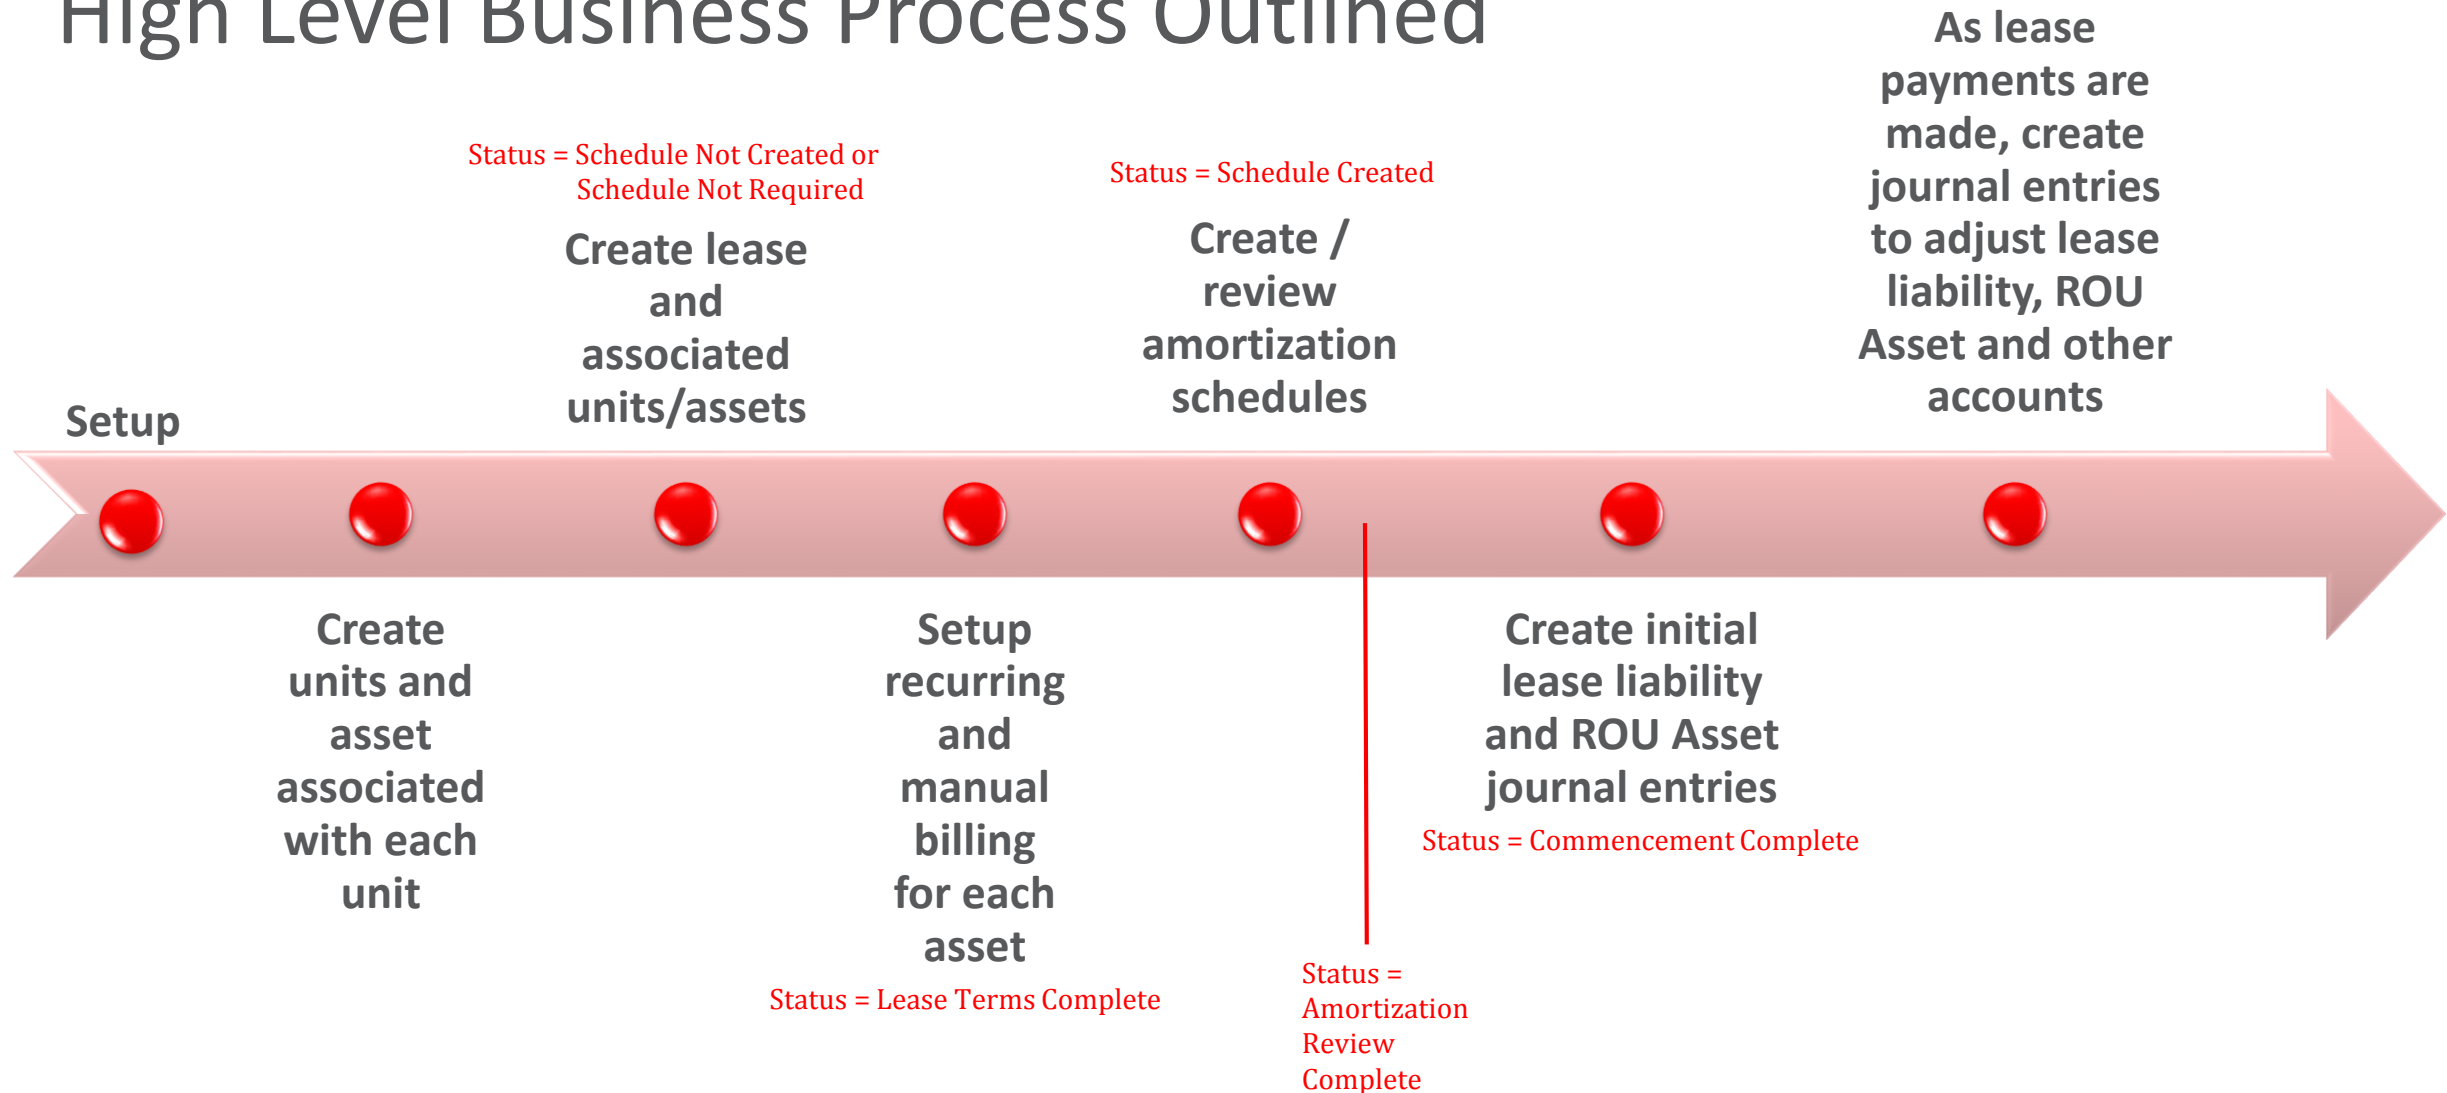 High Level Business Process Outlined
Setup
Create
units and
asset
associated
with each
unit
Status = Schedule Not Created or
Schedule Not Required
Create lease
and
associated
units/assets
Setup
recurring
and
manual
billing
for each
asset
Status = Lease Terms Complete
Status = Schedule Created
Create /
review
amortization
schedules
Status =
Amortization
Review
Complete
Create initial
lease liability
and ROU Asset
journal entries
Status = Commencement Complete
As lease
payments are
made, create
journal entries
to adjust lease
liability, ROU
Asset and other
accounts